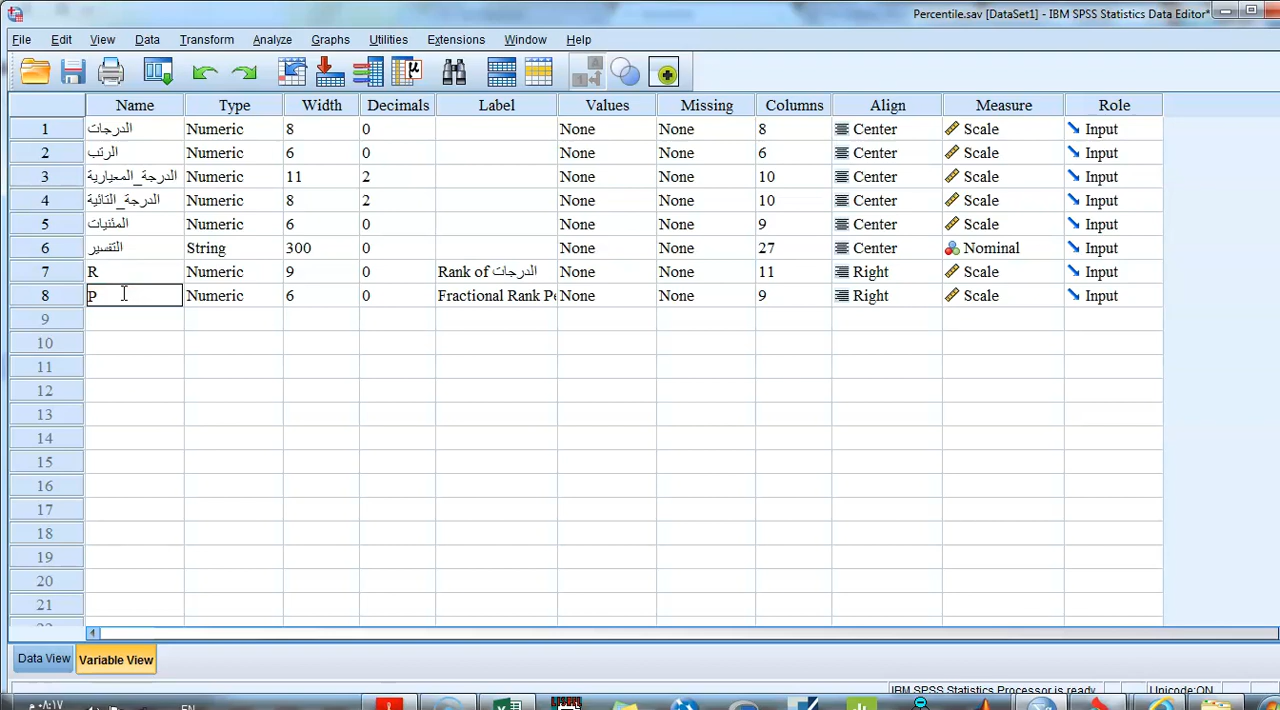 Percentile.sav [DataSet1] - IBM SPSS Statistics Data Editor*
File Edit View Data Transform Analyze Graphs Utilities Extensions Window Help
Name Type Width Decimals Label Values Missing Columns Align Measure Role
1 الدرجات Numeric 8 0 None None 8 Center Scale Input
2 الرتب Numeric 6 0 None None 6 Center Scale Input
3 الدرجة_المعيارية Numeric 11 2 None None 10 Center Scale Input
4 الدرجة_التائية Numeric 8 2 None None 10 Center Scale Input
5 المئنيات Numeric 6 0 None None 9 Center Scale Input
6 التفسير String 300 0 None None 27 Center Nominal Input
7 R Numeric 9 0 Rank of الدرجات None None 11 Right Scale Input
8 P Numeric 6 0 Fractional Rank Pe None None 9 Right Scale Input
9
10
11
12
13
14
15
16
17
18
19
20
21
Data View Variable View
IBM SPSS Statistics Processor is ready Unicode:ON
٠٨:١٧ م EN